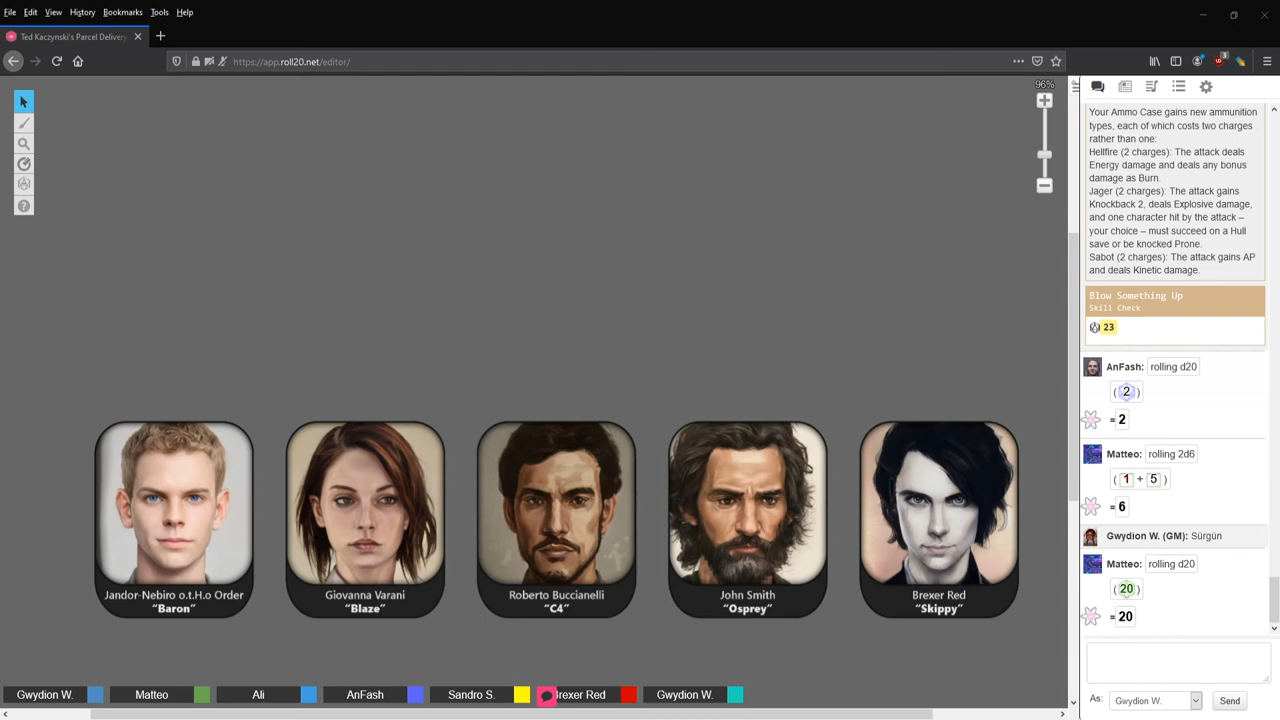 File Edit View History Bookmarks Tools Help
Ted Kaczynski's Parcel Delivery
https://app.roll20.net/editor/
96%
Your Ammo Case gains new ammunition
types, each of which costs two charges
rather than one:
Hellfire (2 charges): The attack deals
Energy damage and deals any bonus
damage as Burn.
Jager (2 charges): The attack gains
Knockback 2, deals Explosive damage,
and one character hit by the attack –
your choice – must succeed on a Hull
save or be knocked Prone.
Sabot (2 charges): The attack gains AP
and deals Kinetic damage.
Blow Something Up
Skill Check
23
AnFash: rolling d20
(2)
= 2
Matteo: rolling 2d6
(1 + 5)
= 6
Gwydion W. (GM): Sürgün
Matteo: rolling d20
(20)
= 20
As: Gwydion W. Send
Jandor-Nebiro o.t.H.o Order
“Baron”
Giovanna Varani
“Blaze”
Roberto Buccianelli
“C4”
John Smith
“Osprey”
Brexer Red
“Skippy”
Gwydion W. Matteo Ali AnFash Sandro S. Brexer Red Gwydion W.